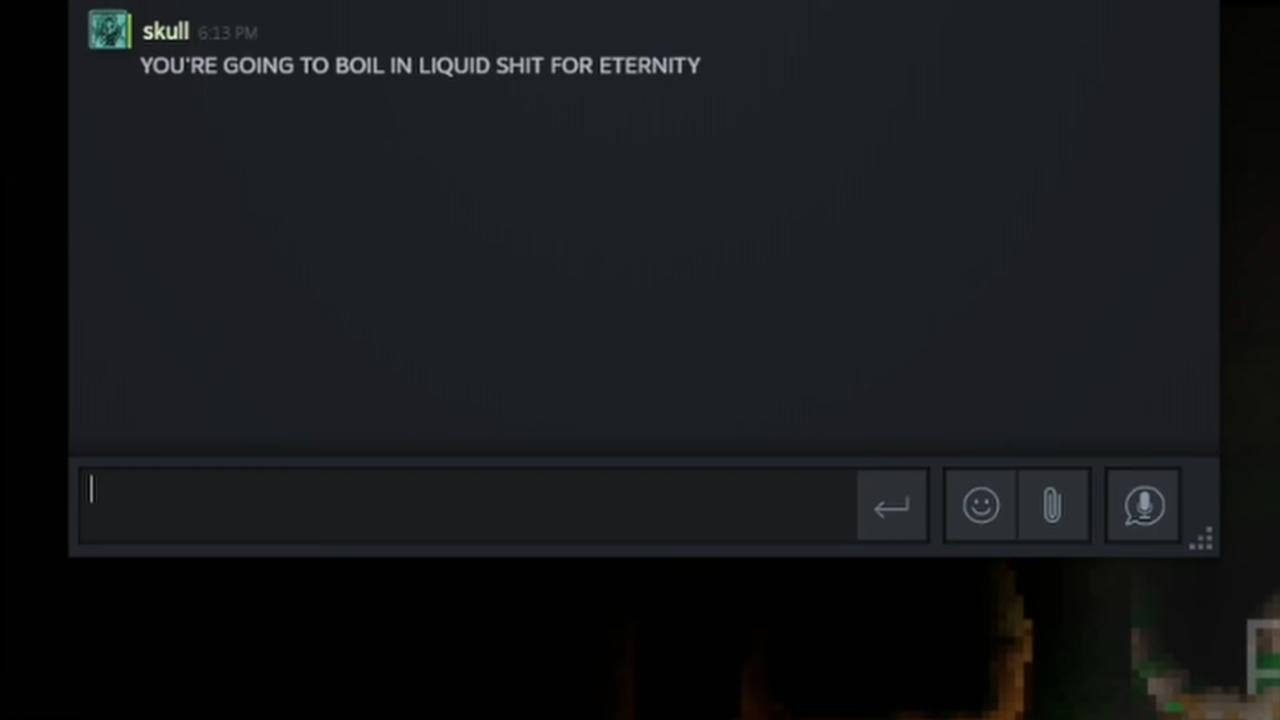 skull 6:13 PM
YOU'RE GOING TO BOIL IN LIQUID SHIT FOR ETERNITY